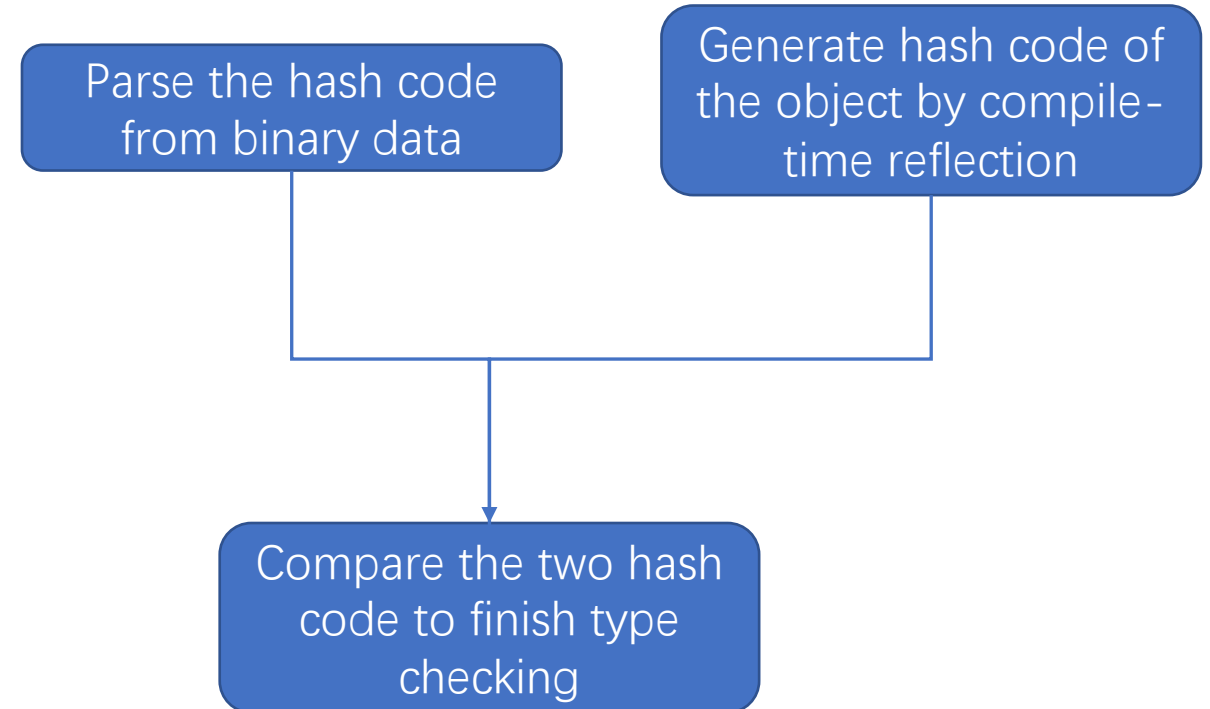 Parse the hash code
from binary data
Generate hash code of
the object by compile-
time reflection
Compare the two hash
code to finish type
checking